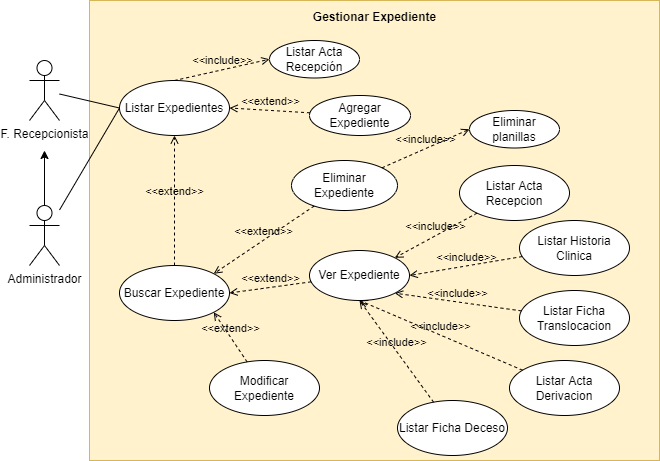 Gestionar Expediente
Listar Acta
Recepción
<<include>>
Listar Expedientes
<<extend>>
Agregar
Expediente
F. Recepcionista
Eliminar
planillas
<<include>>
Eliminar
Expediente
<<extend>>
Listar Acta
Recepcion
<<include>>
<<extend>>
Listar Historia
Clinica
<<include>>
Administrador
Buscar Expediente
<<extend>>
Ver Expediente
<<include>>
Listar Ficha
Translocacion
<<extend>>
<<include>>
<<include>>
Modificar
Expediente
Listar Acta
Derivacion
Listar Ficha Deceso